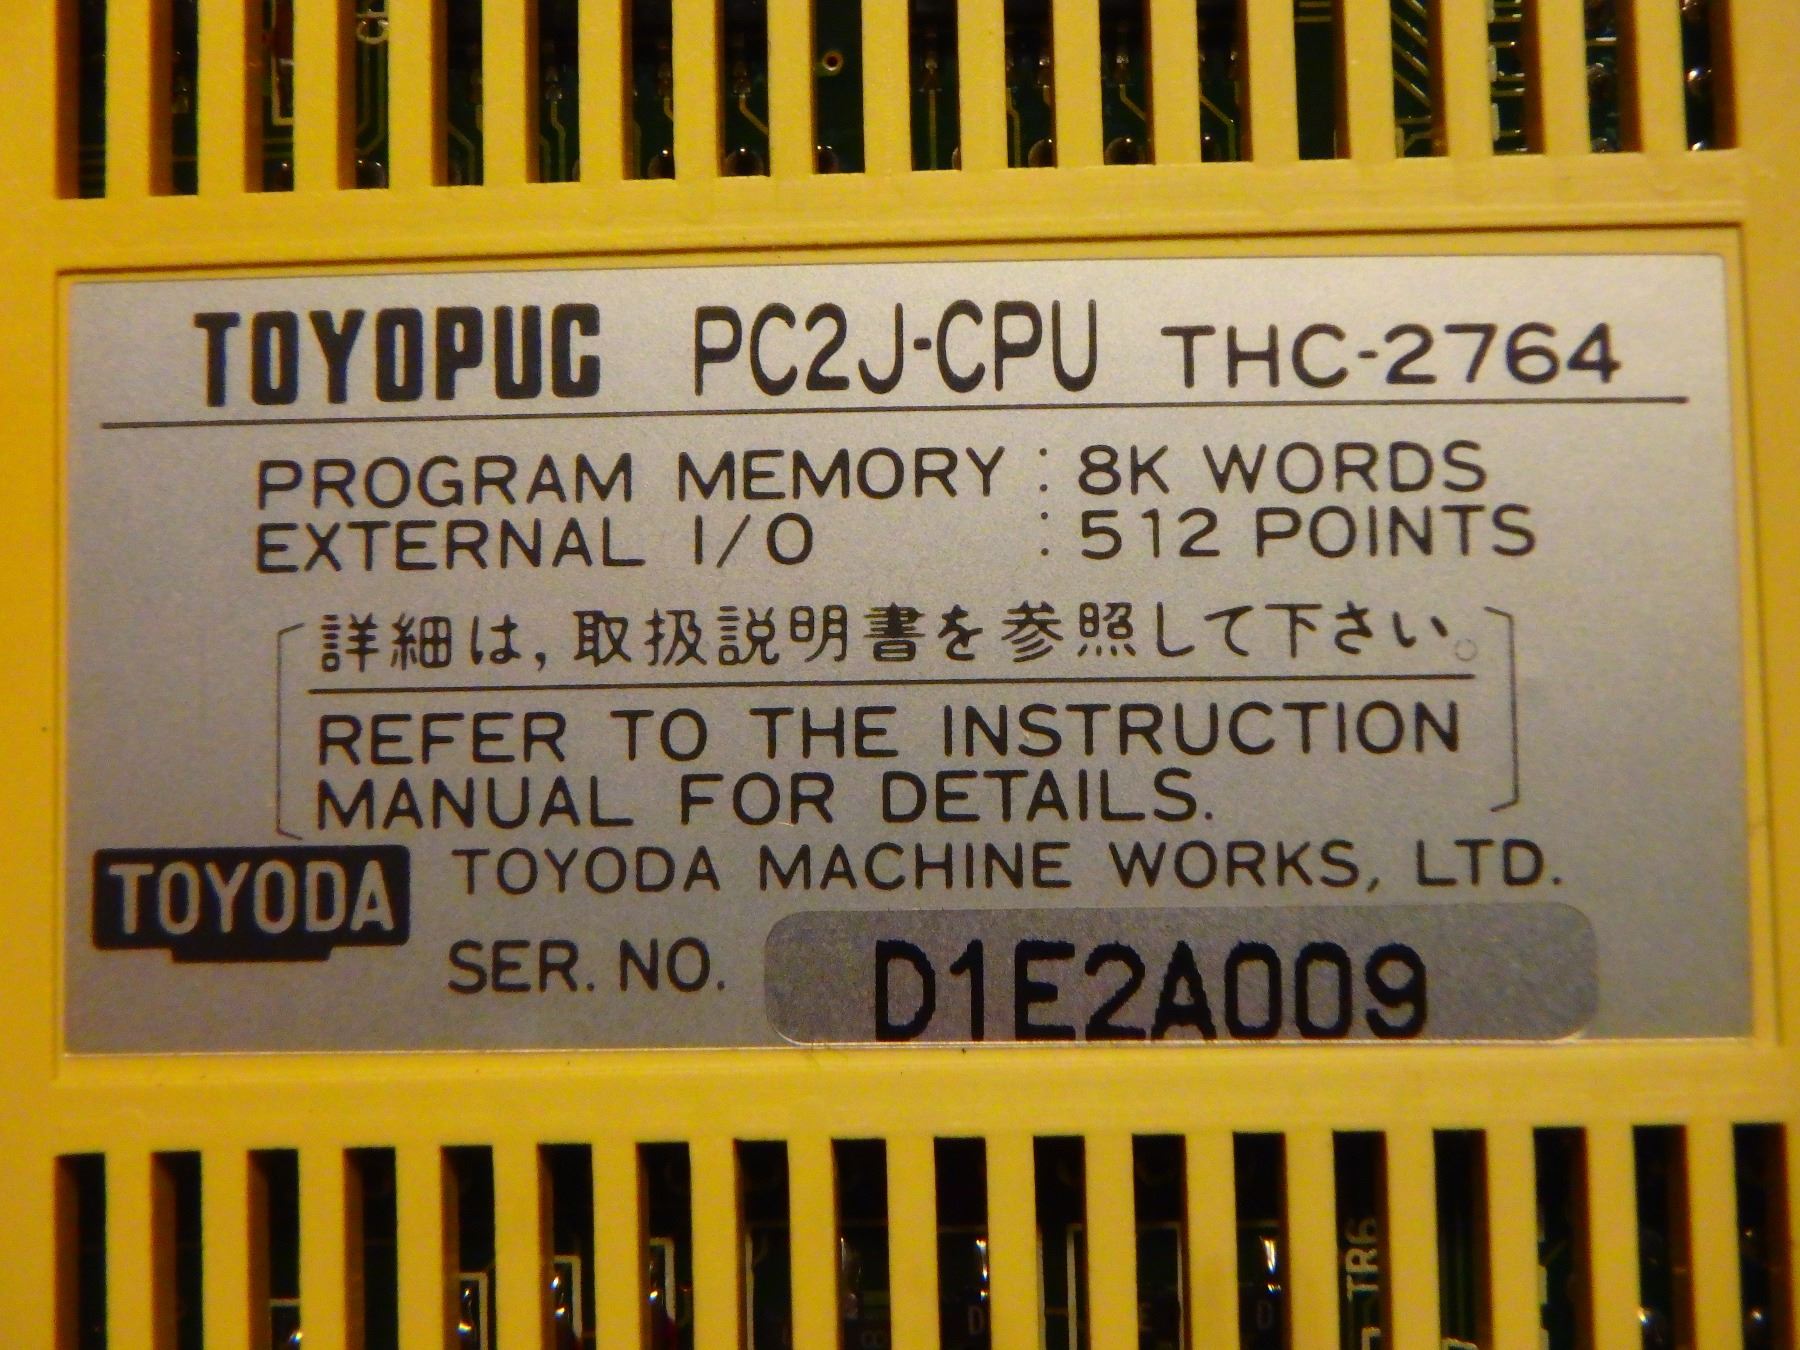 TOYOPUC PC2J-CPU THC-2764
PROGRAM MEMORY : 8K WORDS
EXTERNAL I/O : 512 POINTS
詳細は,取扱説明書を参照して下さい。
REFER TO THE INSTRUCTION
MANUAL FOR DETAILS.
TOYODA TOYODA MACHINE WORKS, LTD.
SER. NO. D1E2A009
TR6